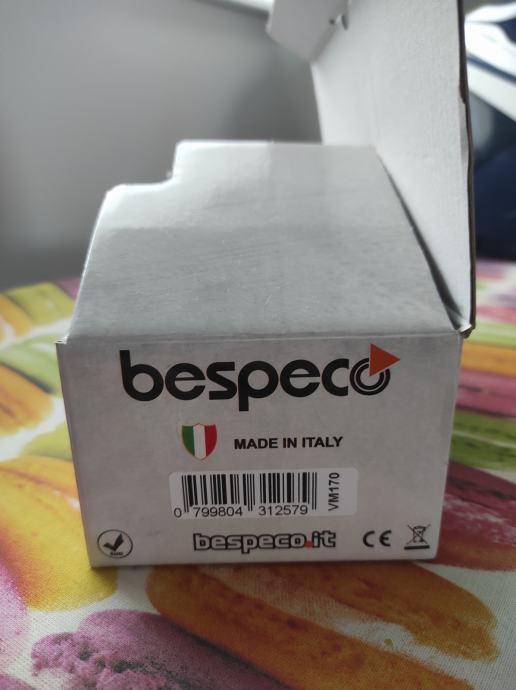 bespeco
MADE IN ITALY
0 799804 312579
VM170
bespeco.it
CE